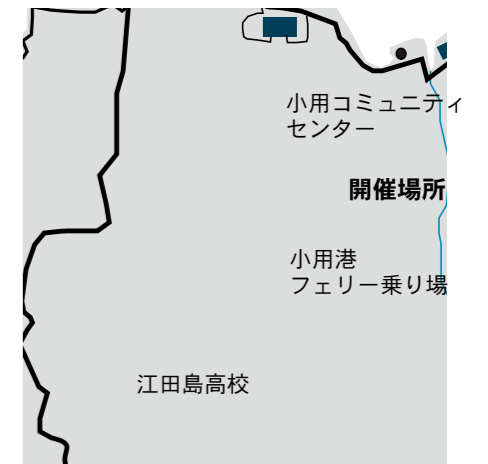 小用コミュニティ
センター
開催場所
小用港
フェリー乗り場
江田島高校